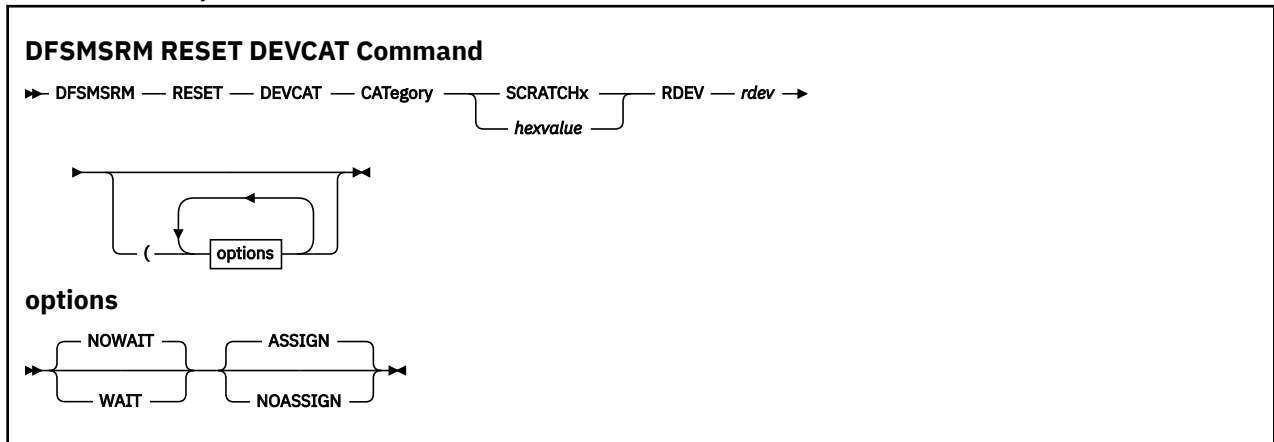 DFSMSRM RESET DEVCAT Command
DFSMSRM RESET DEVCAT CATegory SCRATCHx RDEV rdev
hexvalue
( options
options
NOWAIT ASSIGN
WAIT NOASSIGN